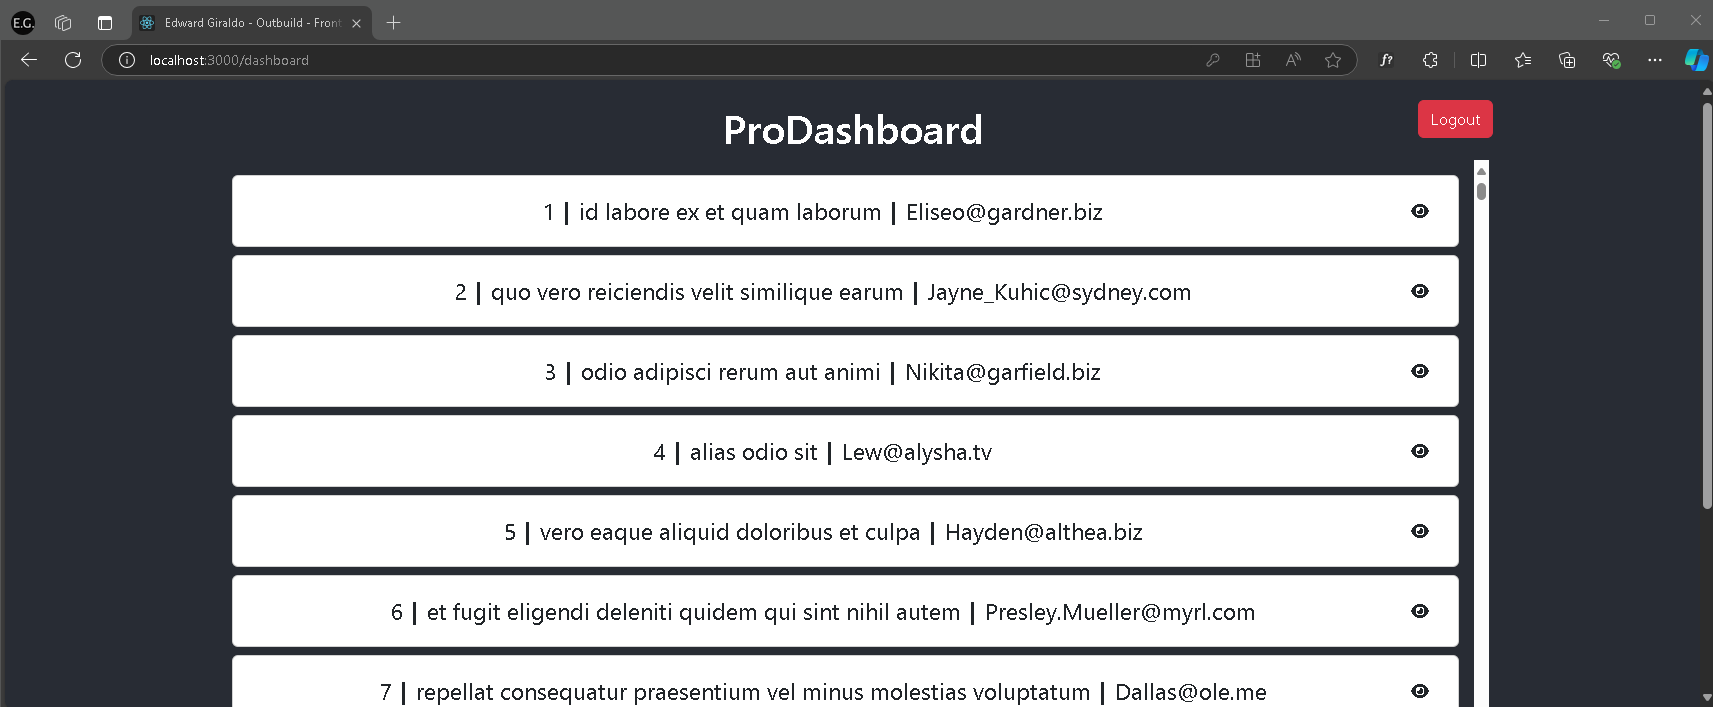 E.G.
Edward Giraldo - Outbuild - Front
localhost:3000/dashboard
ProDashboard
Logout
1 | id labore ex et quam laborum | Eliseo@gardner.biz
2 | quo vero reiciendis velit similique earum | Jayne_Kuhic@sydney.com
3 | odio adipisci rerum aut animi | Nikita@garfield.biz
4 | alias odio sit | Lew@alysha.tv
5 | vero eaque aliquid doloribus et culpa | Hayden@althea.biz
6 | et fugit eligendi deleniti quidem qui sint nihil autem | Presley.Mueller@myrl.com
7 | repellat consequatur praesentium vel minus molestias voluptatum | Dallas@ole.me